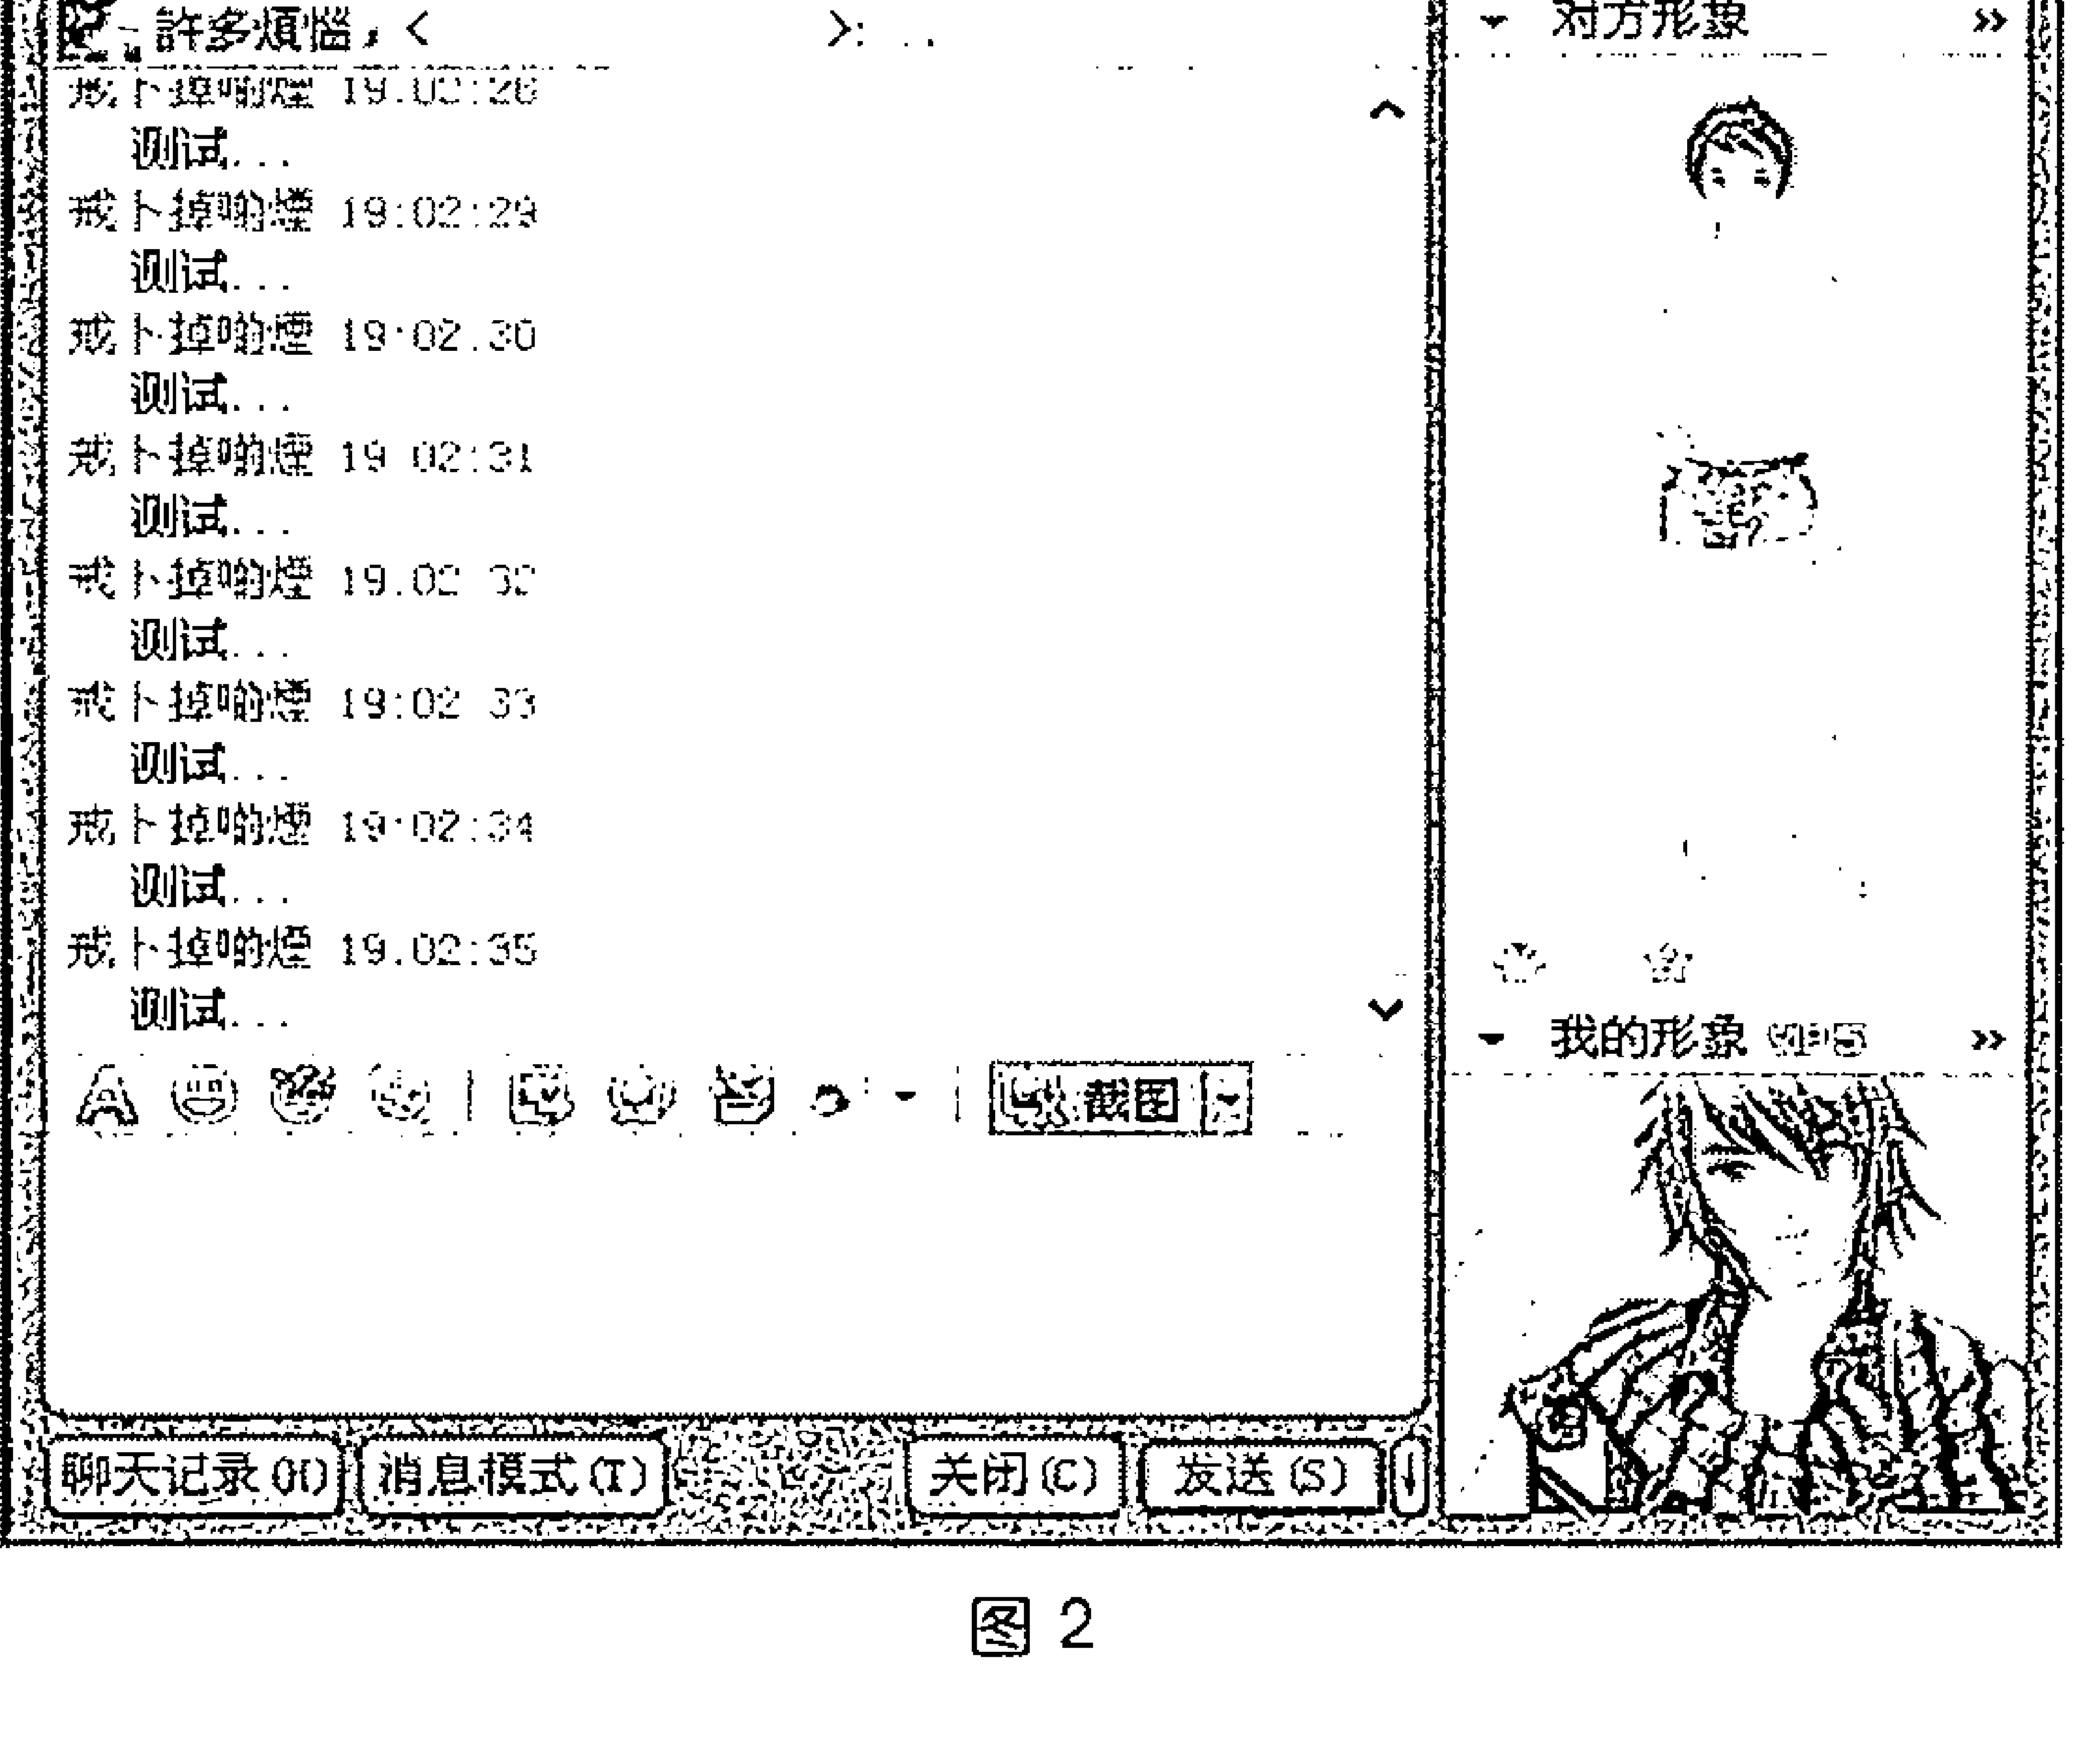 許多煩惱，< >:
对方形象 »
戒卜掉啲煙 19:02:26
测试...
戒卜掉啲煙 19:02:29
测试...
戒卜掉啲煙 19:02:30
测试...
戒卜掉啲煙 19:02:31
测试...
戒卜掉啲煙 19:02:32
测试...
戒卜掉啲煙 19:02:33
测试...
戒卜掉啲煙 19:02:34
测试...
戒卜掉啲煙 19:02:35
测试...
我的形象 »
A 截图
聊天记录(H) 消息模式(T) 关闭(C) 发送(S) ↓
图 2